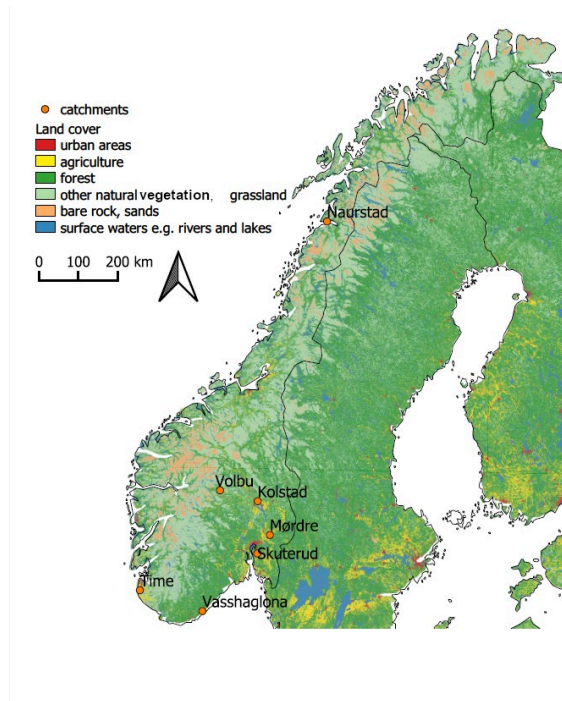 catchments
Land cover
urban areas
agriculture
forest
other natural vegetation, grassland
bare rock, sands
surface waters e.g. rivers and lakes
0 100 200 km
Naurstad
Volbu
Kolstad
Mørdre
Skuterud
Time
Vasshaglona